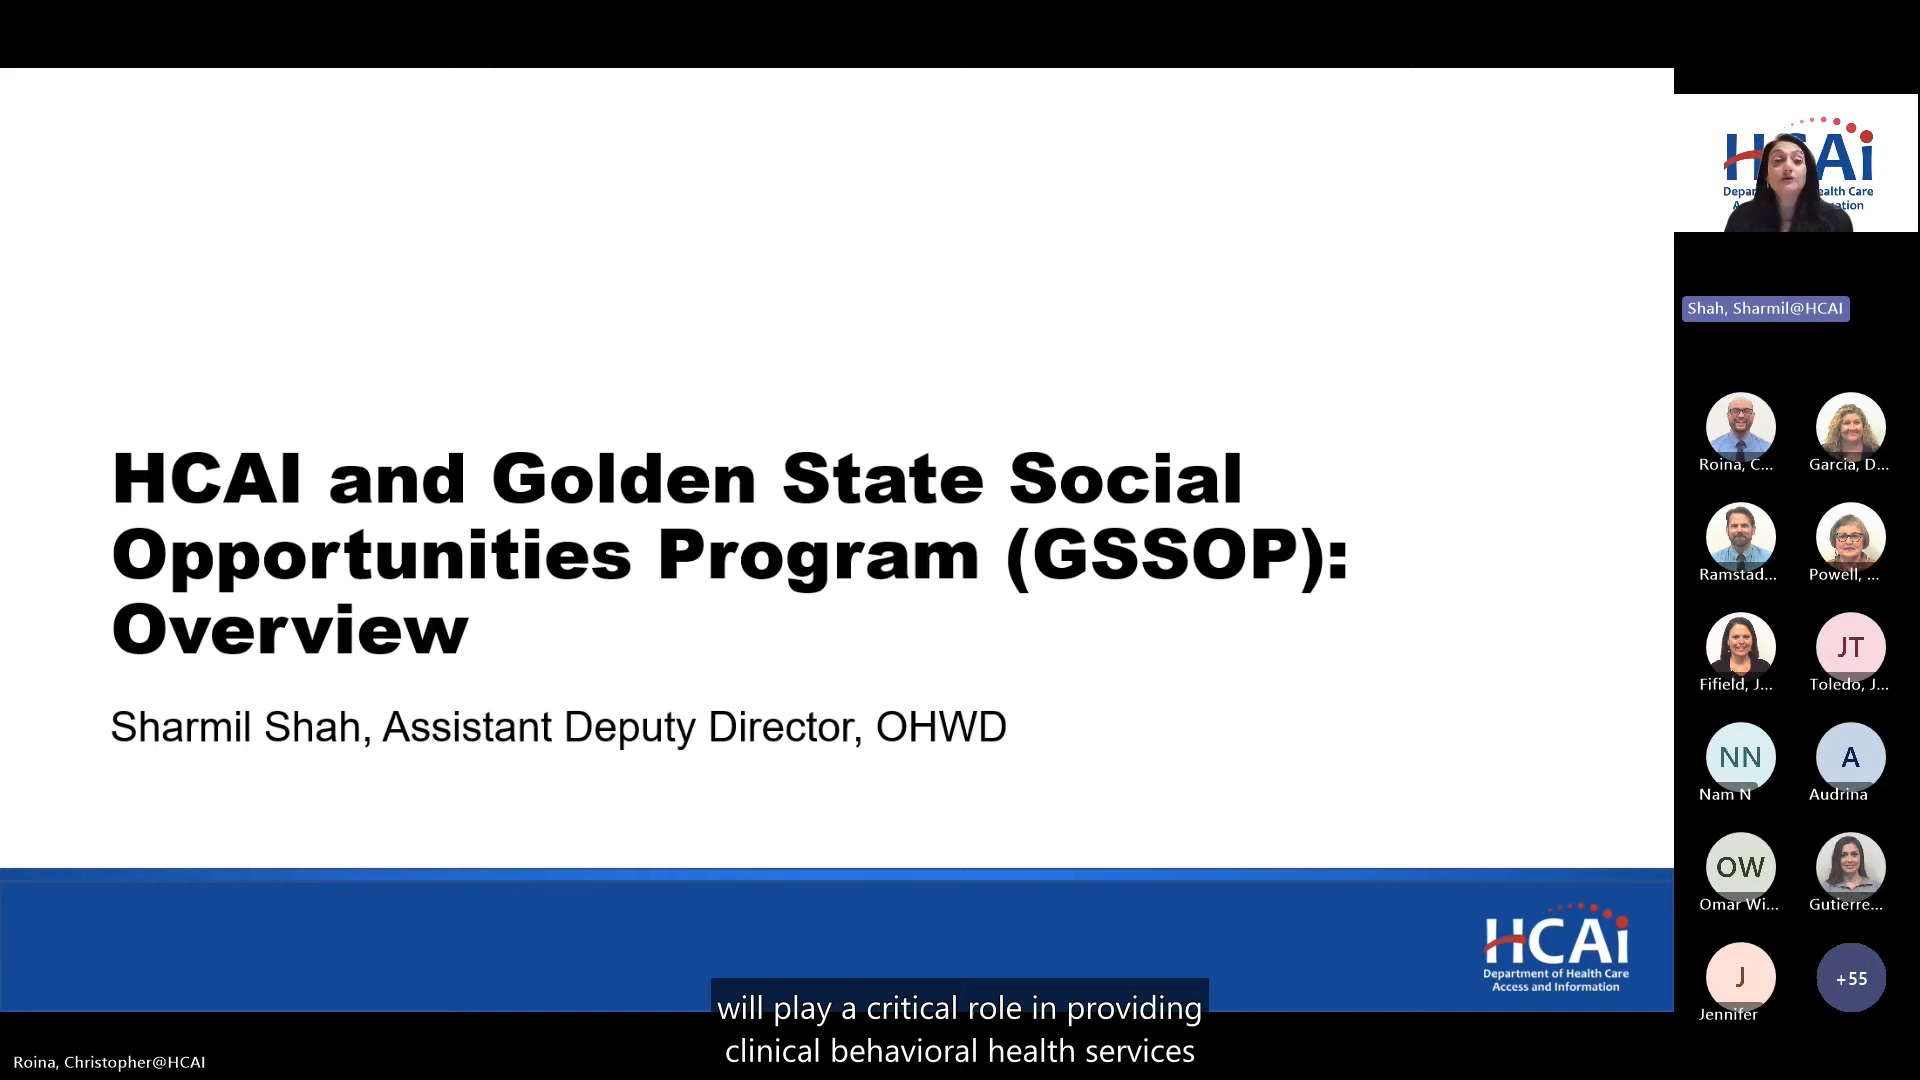 HCAI and Golden State Social
Opportunities Program (GSSOP):
Overview
Sharmil Shah, Assistant Deputy Director, OHWD
HCAi
Department of Health Care
Access and Information
will play a critical role in providing
clinical behavioral health services
Roina, Christopher@HCAI
Shah, Sharmil@HCAI
Roina, C...
Garcia, D...
Ramstad...
Powell, ...
Fifield, J...
JT
Toledo, J...
NN
Nam N
A
Audrina
OW
Omar Wi...
Gutierre...
J
Jennifer
+55